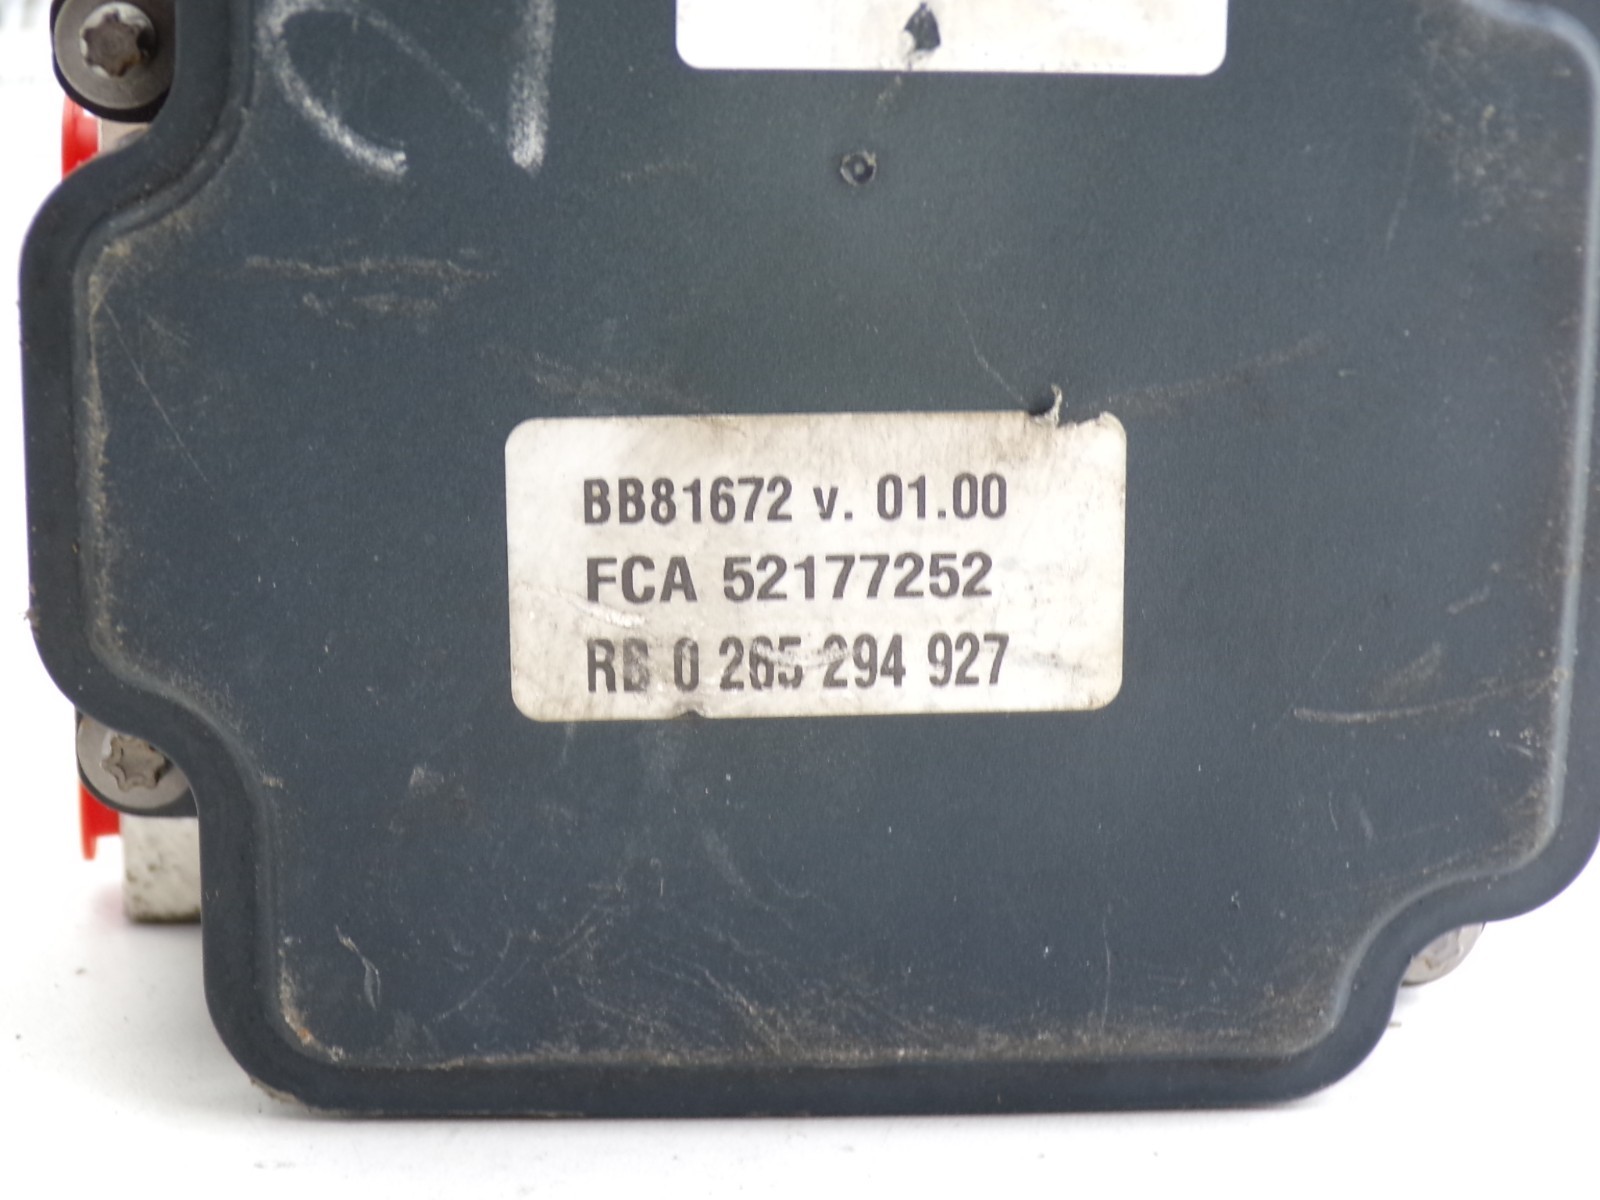 BB81672 v. 01.00
FCA 52177252
RB 0 265 294 927